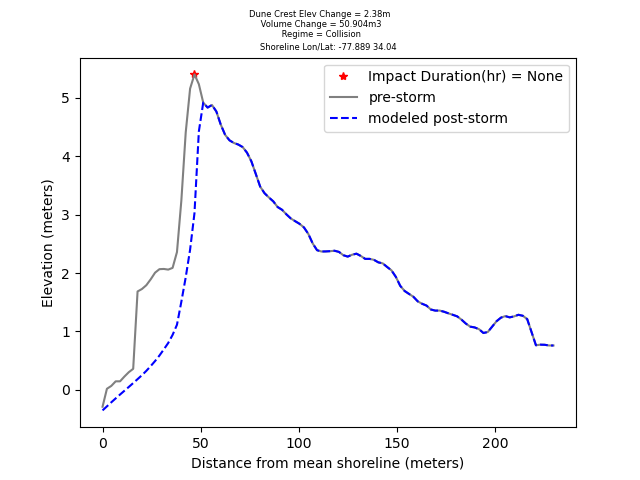 Dune Crest Elev Change = 2.38m
Volume Change = 50.904m3
Regime = Collision
Shoreline Lon/Lat: -77.889 34.04
Impact Duration(hr) = None
pre-storm
modeled post-storm
Elevation (meters)
5
4
3
2
1
0
0 50 100 150 200
Distance from mean shoreline (meters)